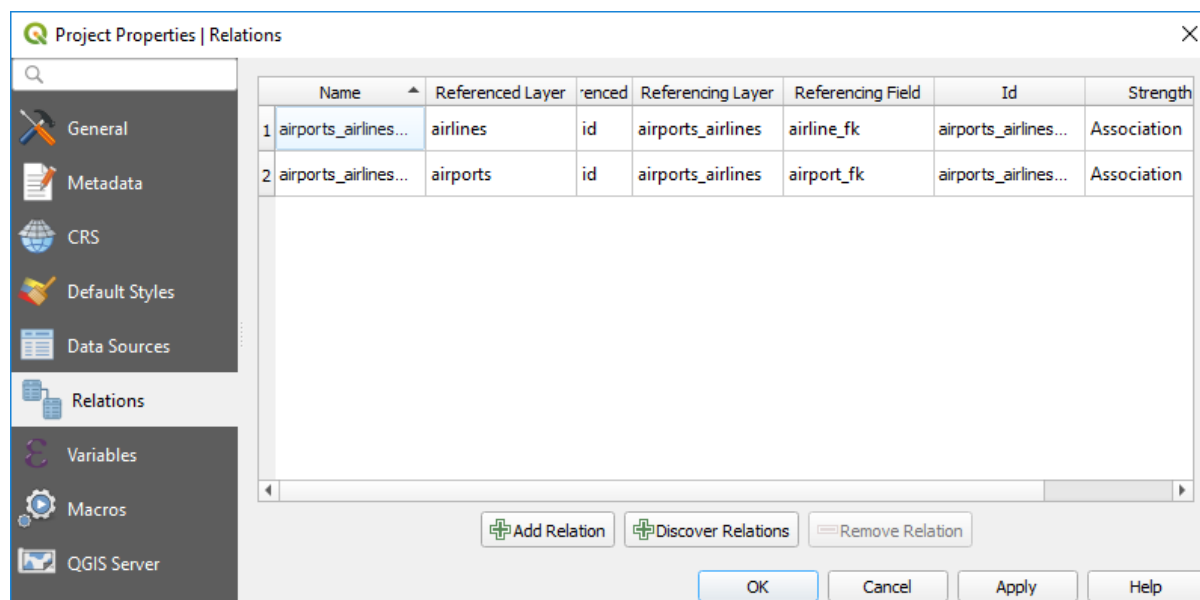 Project Properties | Relations
General
Metadata
CRS
Default Styles
Data Sources
Relations
Variables
Macros
QGIS Server
Name Referenced Layer renced Referencing Layer Referencing Field Id Strength
1 airports_airlines... airlines id airports_airlines airline_fk airports_airlines... Association
2 airports_airlines... airports id airports_airlines airport_fk airports_airlines... Association
Add Relation Discover Relations Remove Relation
OK Cancel Apply Help